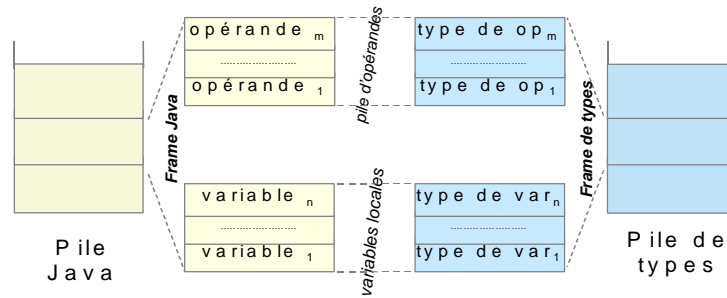 opérande m
opérande 1
variable n
variable 1
Pile Java
Frame Java
pile d'opérandes
variables locales
type de op m
type de op 1
type de var n
type de var 1
Frame de types
Pile de types